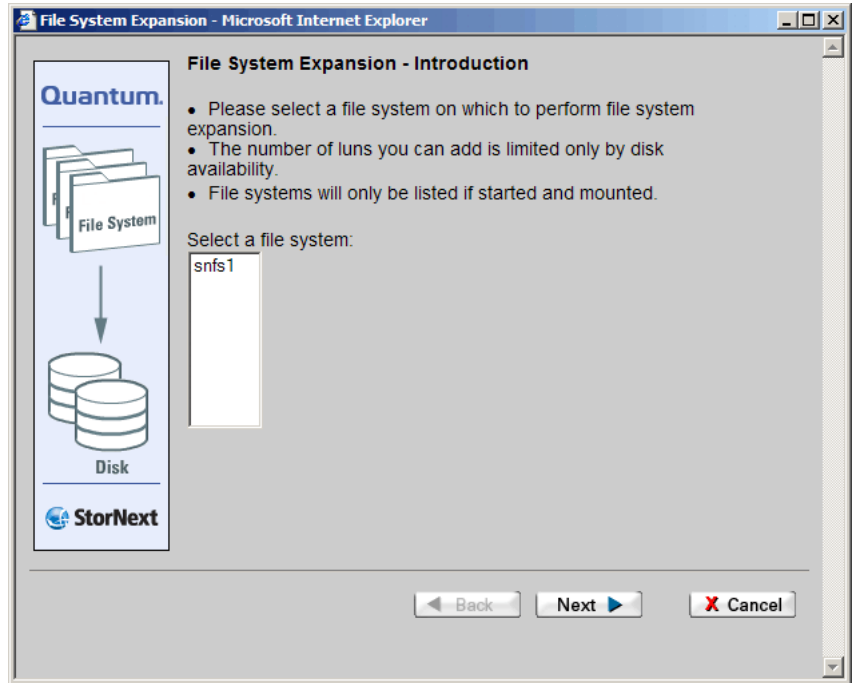 File System Expansion - Microsoft Internet Explorer
File System Expansion - Introduction
Quantum.
• Please select a file system on which to perform file system
expansion.
• The number of luns you can add is limited only by disk
availability.
• File systems will only be listed if started and mounted.
F
F
File System
Select a file system:
snfs1
Disk
StorNext
Back
Next
X Cancel